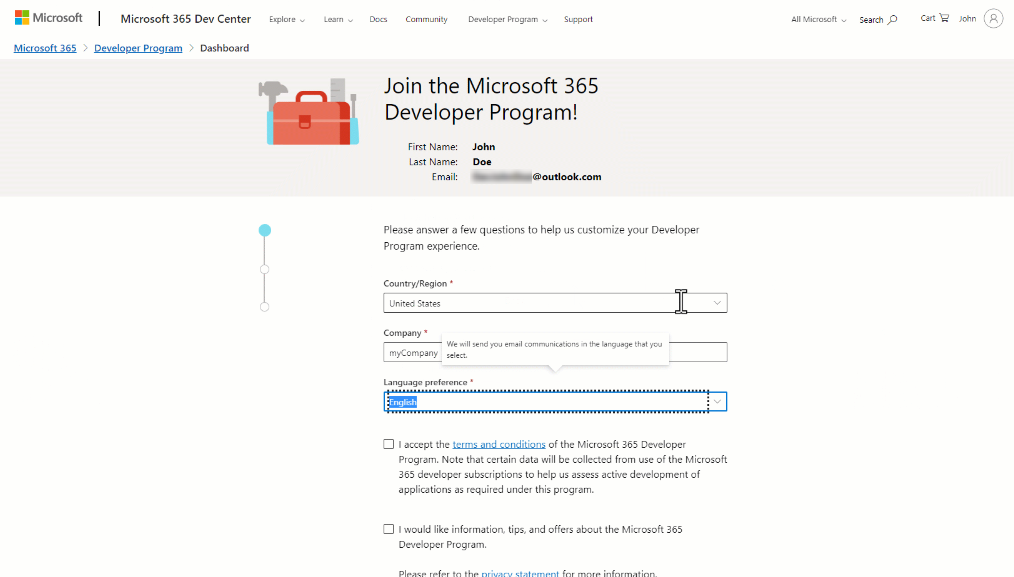 Microsoft
Microsoft 365 Dev Center
Explore
Learn
Docs
Community
Developer Program
Support
All Microsoft
Search
Cart
John
Microsoft 365 > Developer Program > Dashboard
Join the Microsoft 365
Developer Program!
First Name: John
Last Name: Doe
Email: @outlook.com
Please answer a few questions to help us customize your Developer
Program experience.
Country/Region *
United States
Company *
We will send you email communications in the language that you
select.
myCompany
Language preference *
English
I accept the terms and conditions of the Microsoft 365 Developer
Program. Note that certain data will be collected from use of the Microsoft
365 developer subscriptions to help us assess active development of
applications as required under this program.
I would like information, tips, and offers about the Microsoft 365
Developer Program.
Please refer to the privacy statement for more information.